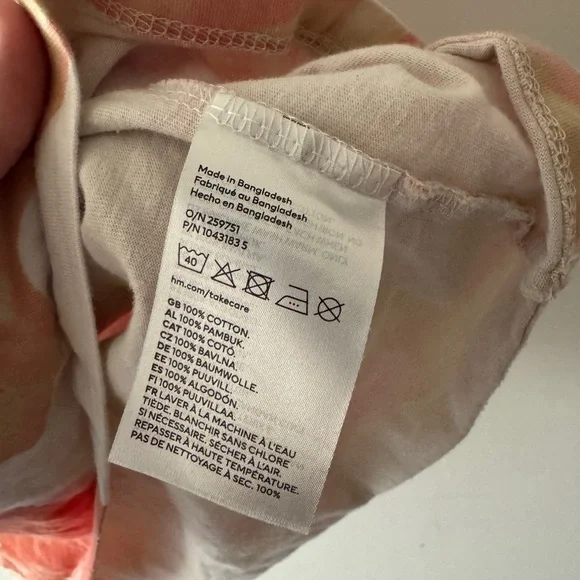 Made in Bangladesh
Fabriqué au Bangladesh
Hecho en Bangladesh
O/N 259751
P/N 1043183 5
40
hm.com/takecare
GB 100% COTTON.
AL 100% PAMBUK.
CAT 100% COTÓ.
CZ 100% BAVLNA.
DE 100% BAUMWOLLE.
EE 100% PUUVILL.
ES 100% ALGODÓN.
FI 100% PUUVILLAA.
FR LAVER À LA MACHINE À L'EAU
TIÈDE. BLANCHIR SANS CHLORE
SI NÉCESSAIRE. SÉCHER À L'AIR.
REPASSER À HAUTE TEMPÉRATURE.
PAS DE NETTOYAGE À SEC. 100%